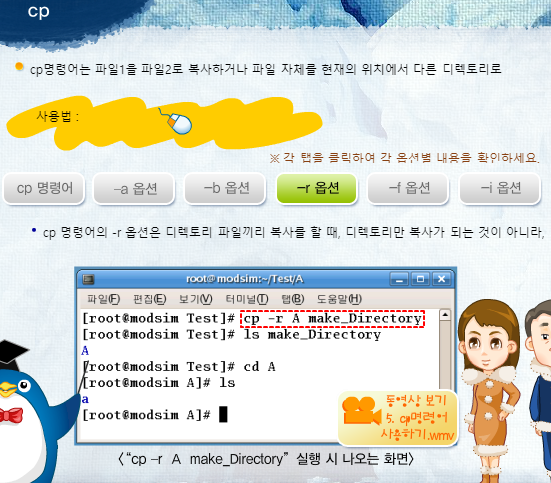 cp
cp명령어는 파일1을 파일2로 복사하거나 파일 자체를 현재의 위치에서 다른 디렉토리로
사용법 :
※ 각 탭을 클릭하여 각 옵션별 내용을 확인하세요.
cp 명령어 –a 옵션 –b 옵션 –r 옵션 –f 옵션 –i 옵션
cp 명령어의 -r 옵션은 디렉토리 파일끼리 복사를 할 때, 디렉토리만 복사가 되는 것이 아니라,
root@modsim:~/Test/A
파일(F) 편집(E) 보기(V) 터미널(T) 탭(B) 도움말(H)
[root@modsim Test]# cp -r A make_Directory
[root@modsim Test]# ls make_Directory
A
[root@modsim Test]# cd A
[root@modsim A]# ls
a
[root@modsim A]#
동영상 보기
5. cp명령어
사용하기.wmv
〈“cp –r A make_Directory” 실행 시 나오는 화면〉